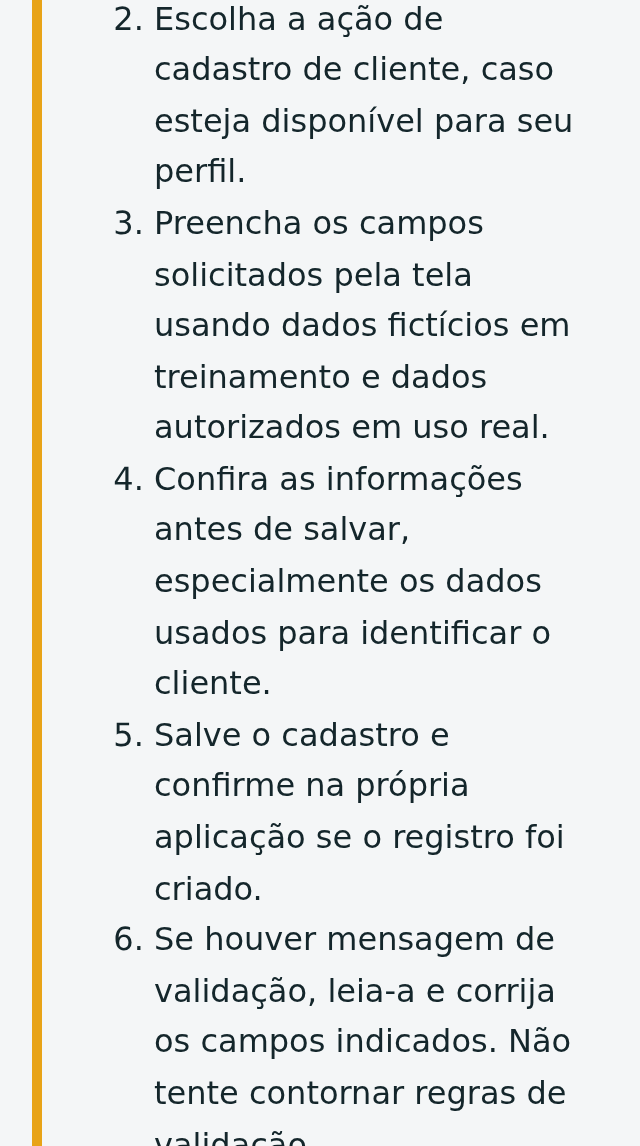 2. Escolha a ação de
cadastro de cliente, caso
esteja disponível para seu
perfil.
3. Preencha os campos
solicitados pela tela
usando dados fictícios em
treinamento e dados
autorizados em uso real.
4. Confira as informações
antes de salvar,
especialmente os dados
usados para identificar o
cliente.
5. Salve o cadastro e
confirme na própria
aplicação se o registro foi
criado.
6. Se houver mensagem de
validação, leia-a e corrija
os campos indicados. Não
tente contornar regras de
validação